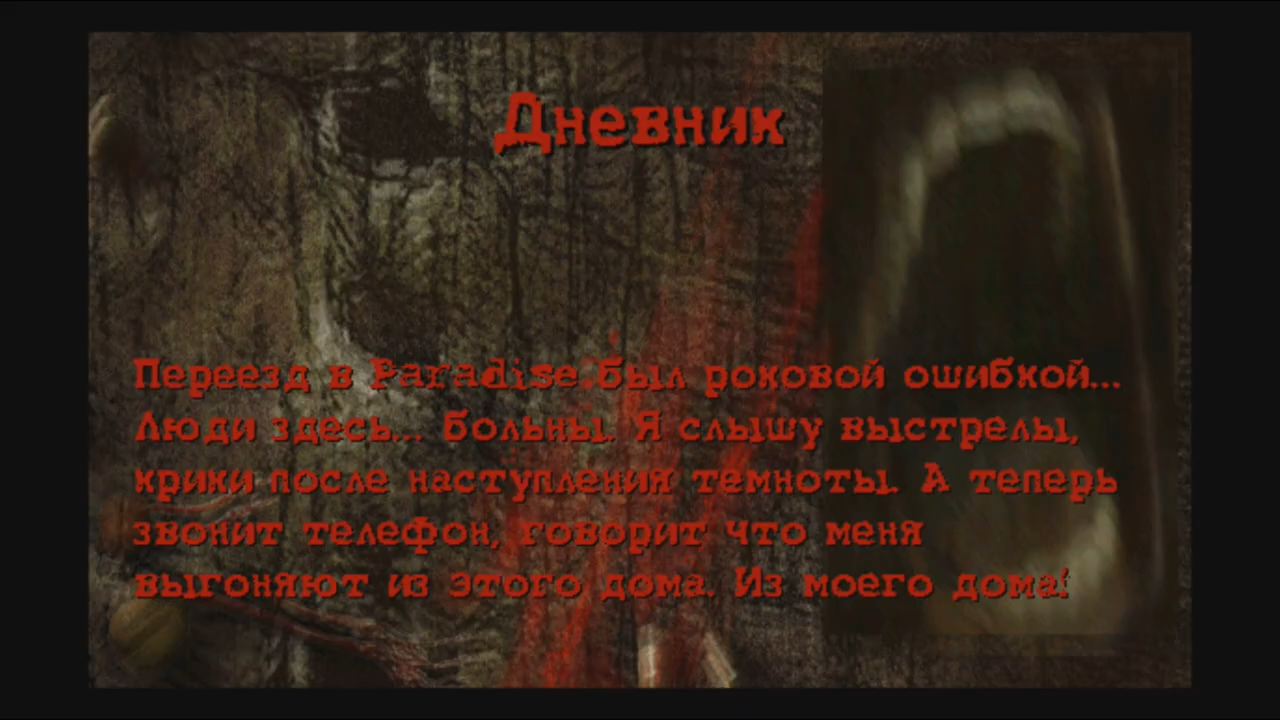 Дневник
Переезд в Paradise был роковой ошибкой...
Люди здесь... больны. Я слышу выстрелы,
крики после наступления темноты. А теперь
звонит телефон, говорит что меня
выгоняют из этого дома. Из моего дома!